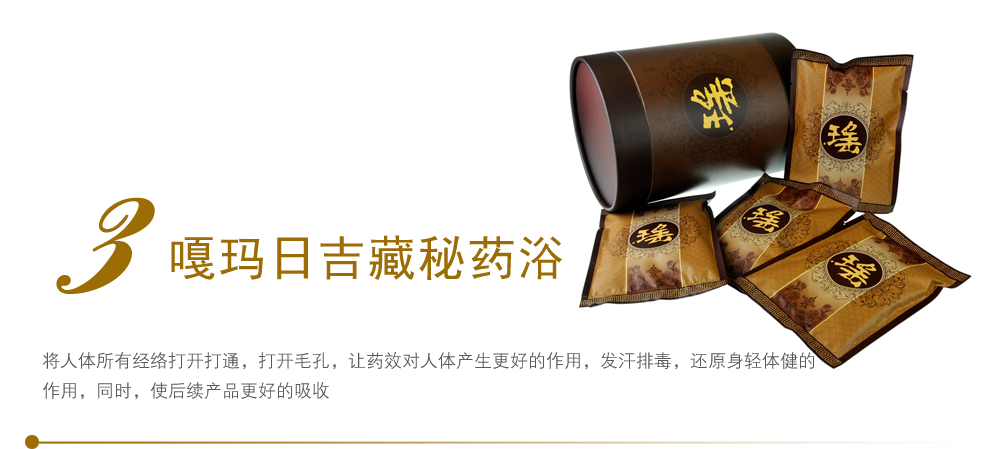 瑶
瑶
瑶
瑶
瑶
3 嘎玛日吉藏秘药浴
将人体所有经络打开打通，打开毛孔，让药效对人体产生更好的作用，发汗排毒，还原身轻体健的
作用，同时，使后续产品更好的吸收